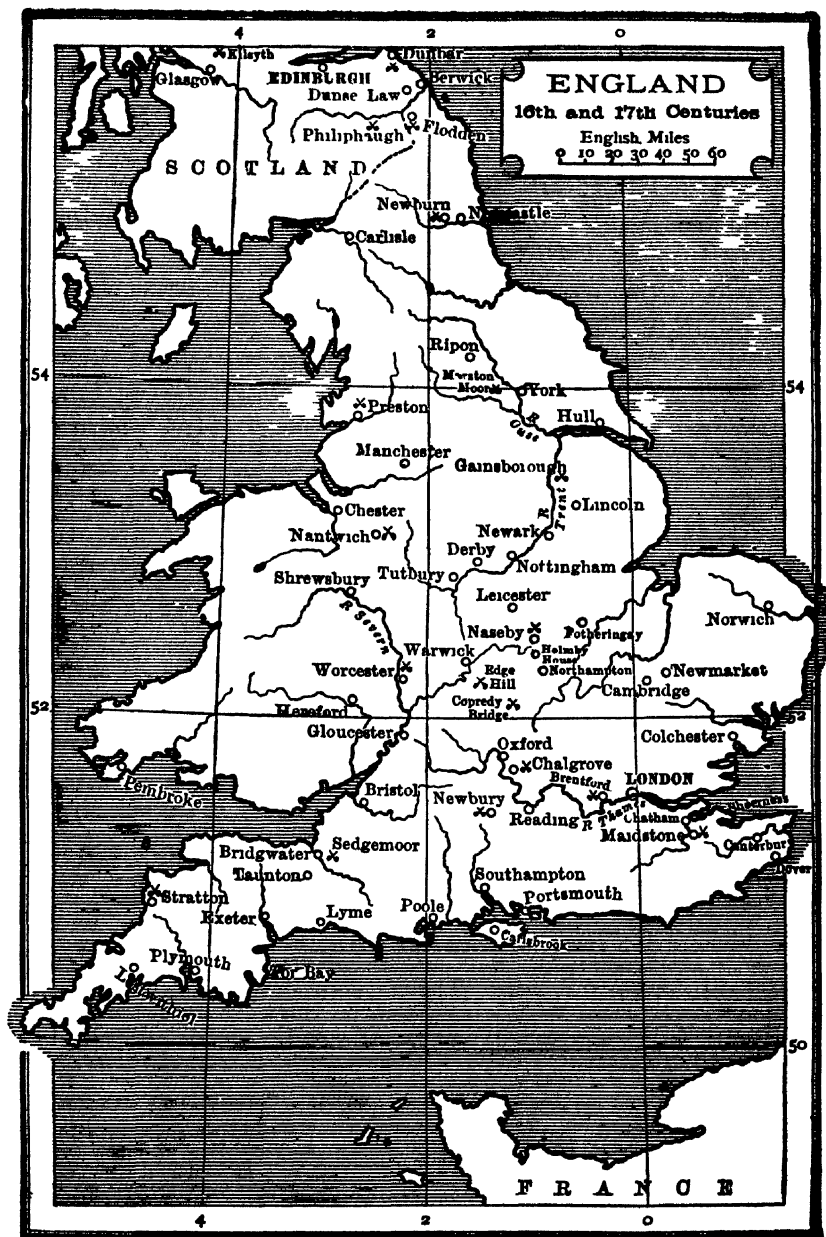 4 2 0
ENGLAND
16th and 17th Centuries
English Miles
0 10 20 30 40 50 60
Kilsyth
Dunbar
Glasgow
EDINBURGH
Berwick
Dunse Law
Philiphaugh
Flodden
SCOTLAND
Newburn
Newcastle
Carlisle
Ripon
54
Marston
Moor
York
54
Preston
R
Ouse
Hull
Manchester
Gainsborough
Chester
R
Trent
Lincoln
Nantwich
Newark
Derby
Nottingham
Tutbury
Shrewsbury
R Severn
Leicester
Norwich
Naseby
Fotheringay
Warwick
Holmby
House
Worcester
Edge
Hill
Northampton
Newmarket
Cambridge
Copredy
Bridge
Hereford
52
52
Gloucester
Colchester
Oxford
Chalgrove
Pembroke
Brentford
LONDON
Bristol
Newbury
Reading
R Thames
Chatham
Sheerness
Maidstone
Canterbury
Bridgwater
Sedgemoor
Dover
Taunton
Stratton
Southampton
Portsmouth
Exeter
Lyme
Poole
Carisbrook
Plymouth
Tor Bay
50
FRANCE
4 2 0